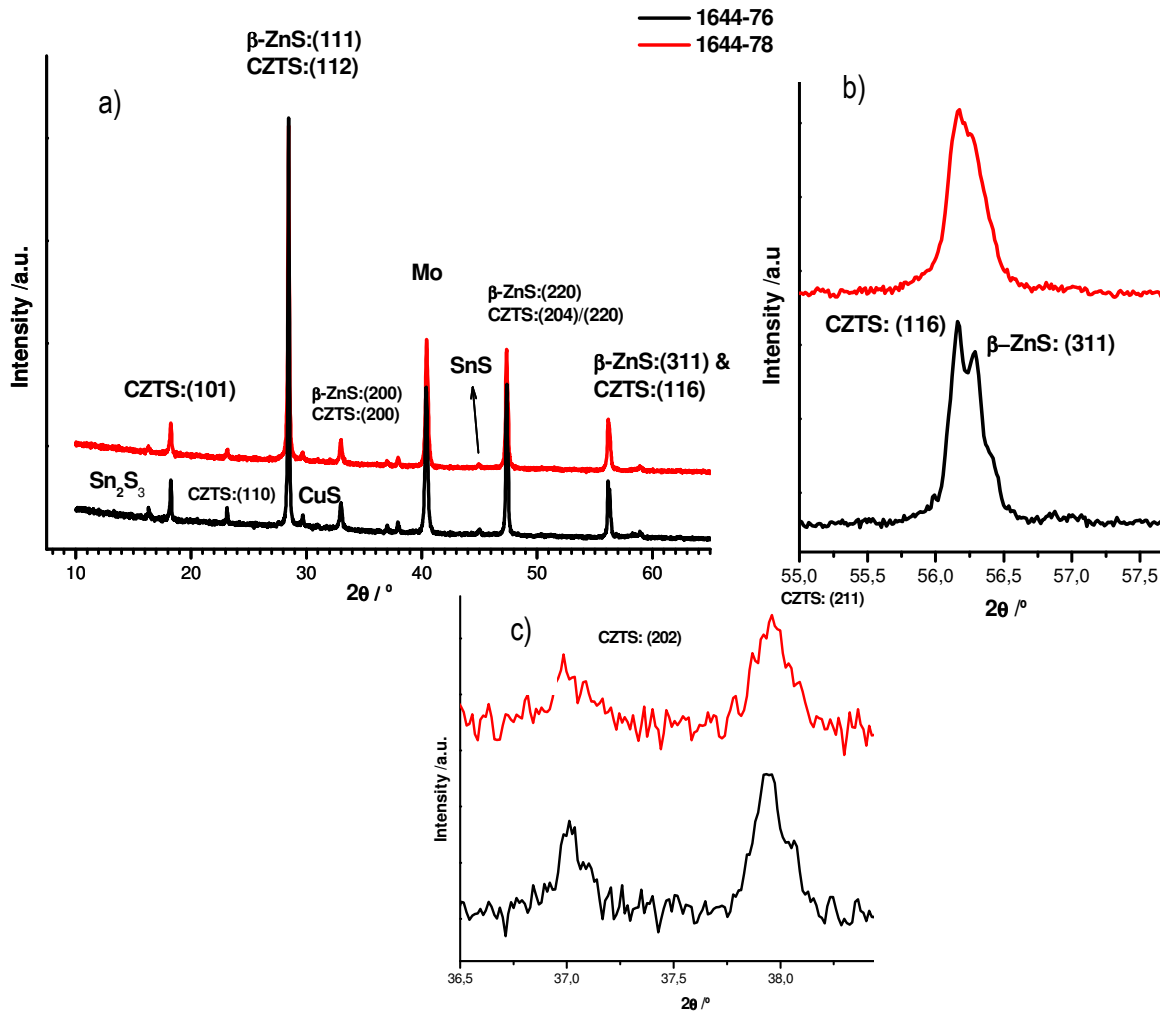 1644-76
1644-78
a)
β-ZnS:(111)
CZTS:(112)
Mo
β-ZnS:(220)
CZTS:(204)/(220)
SnS
β-ZnS:(311) &
CZTS:(116)
CZTS:(101)
β-ZnS:(200)
CZTS:(200)
Sn₂S₃
CZTS:(110)
CuS
Intensity /a.u.
10 20 30 40 50 60
2θ / º
b)
CZTS: (116)
β–ZnS: (311)
Intensity /a.u
55,0 55,5 56,0 56,5 57,0 57,5
2θ /º
c)
CZTS: (202)
CZTS: (211)
Intensity /a.u.
36,5 37,0 37,5 38,0
2θ /º